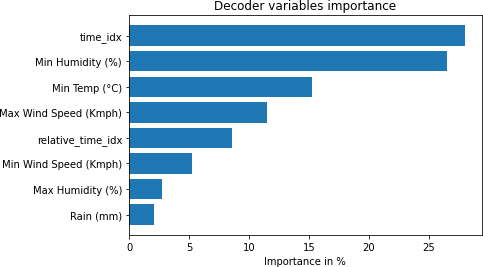 Decoder variables importance
time_idx
Min Humidity (%)
Min Temp (°C)
Max Wind Speed (Kmph)
relative_time_idx
Min Wind Speed (Kmph)
Max Humidity (%)
Rain (mm)
0 5 10 15 20 25
Importance in %